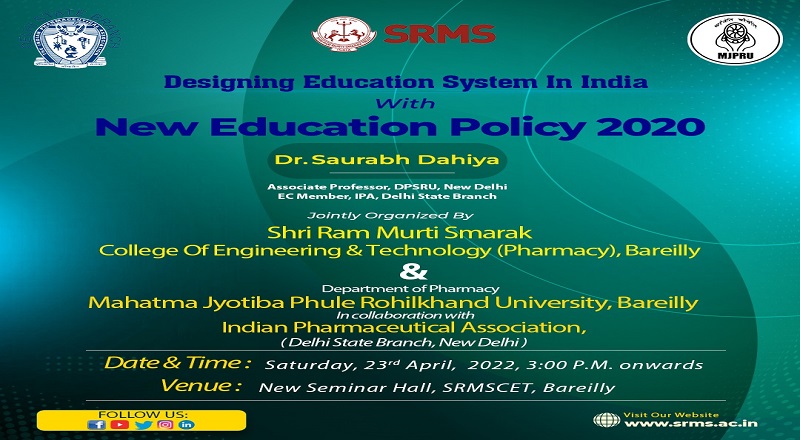 SRMS
MJPRU
Designing Education System In India
With
New Education Policy 2020
Dr. Saurabh Dahiya
Associate Professor, DPSRU, New Delhi
EC Member, IPA, Delhi State Branch
Jointly Organized By
Shri Ram Murti Smarak
College Of Engineering & Technology (Pharmacy), Bareilly
&
Department of Pharmacy
Mahatma Jyotiba Phule Rohilkhand University, Bareilly
In collaboration with
Indian Pharmaceutical Association,
( Delhi State Branch, New Delhi )
Date & Time : Saturday, 23rd April, 2022, 3:00 P.M. onwards
Venue : New Seminar Hall, SRMSCET, Bareilly
FOLLOW US:
Visit Our Website
www.srms.ac.in